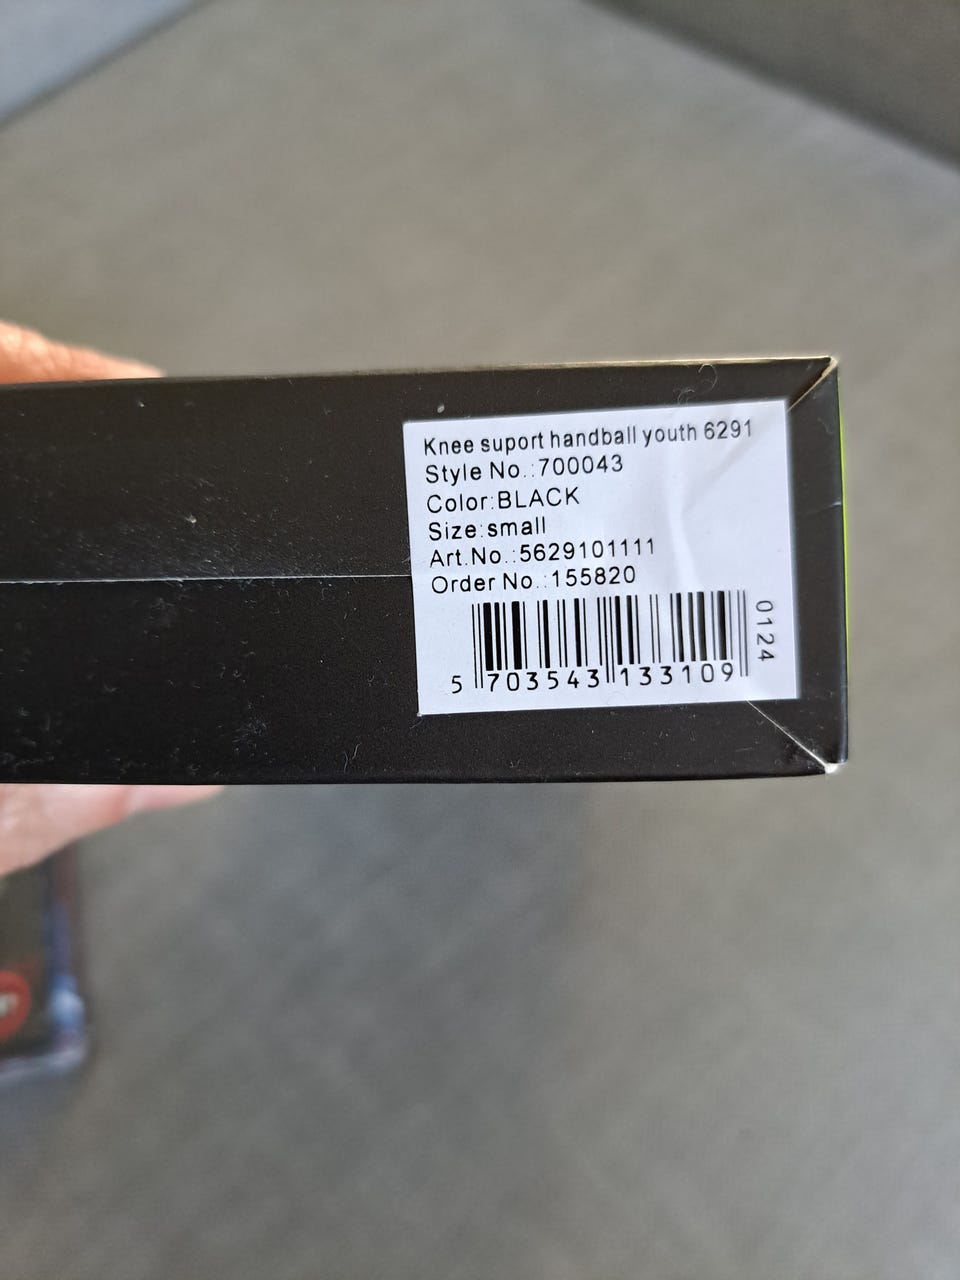 Knee suport handball youth 6291
Style No.:700043
Color:BLACK
Size:small
Art.No.:5629101111
Order No.:155820
5 703543 133109
0124